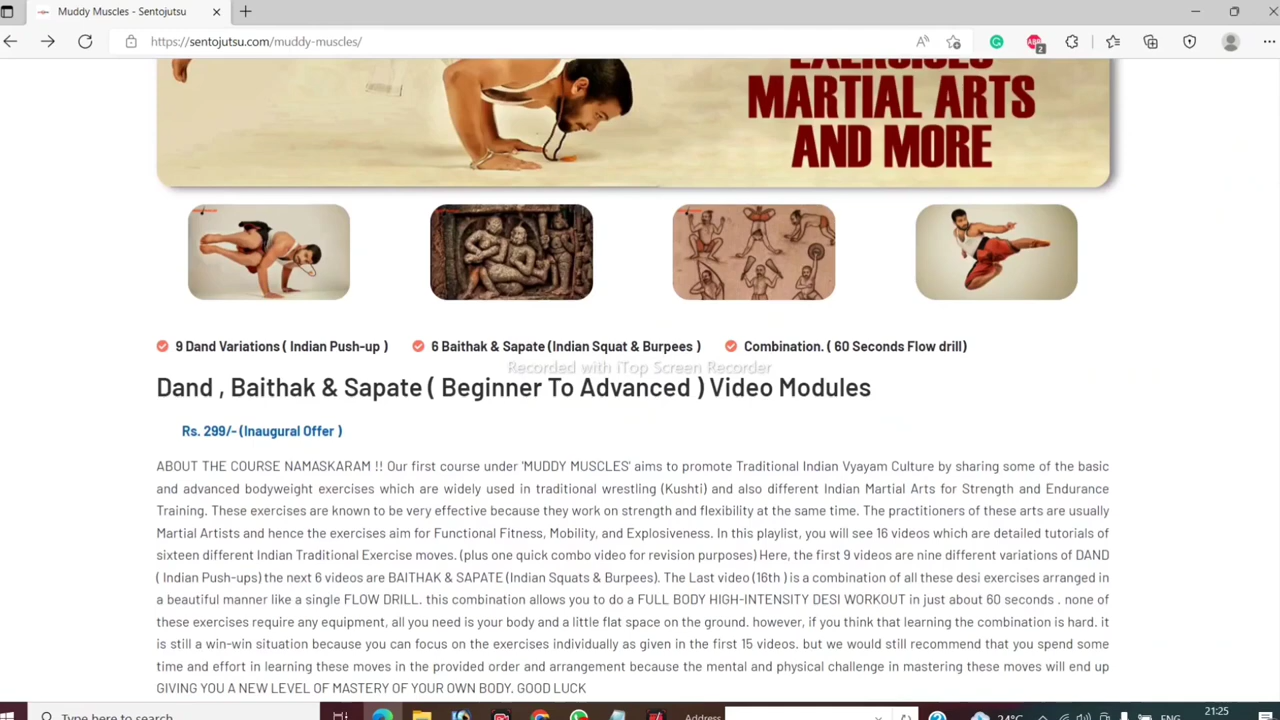 Muddy Muscles - Sentojutsu
https://sentojutsu.com/muddy-muscles/
EXERCISES
MARTIAL ARTS
AND MORE
9 Dand Variations ( Indian Push-up )
6 Baithak & Sapate (Indian Squat & Burpees )
Combination. ( 60 Seconds Flow drill)
Recorded with iTop Screen Recorder
Dand , Baithak & Sapate ( Beginner To Advanced ) Video Modules
Rs. 299/- (Inaugural Offer )
ABOUT THE COURSE NAMASKARAM !! Our first course under 'MUDDY MUSCLES' aims to promote Traditional Indian Vyayam Culture by sharing some of the basic
and advanced bodyweight exercises which are widely used in traditional wrestling (Kushti) and also different Indian Martial Arts for Strength and Endurance
Training. These exercises are known to be very effective because they work on strength and flexibility at the same time. The practitioners of these arts are usually
Martial Artists and hence the exercises aim for Functional Fitness, Mobility, and Explosiveness. In this playlist, you will see 16 videos which are detailed tutorials of
sixteen different Indian Traditional Exercise moves. (plus one quick combo video for revision purposes) Here, the first 9 videos are nine different variations of DAND
( Indian Push-ups) the next 6 videos are BAITHAK & SAPATE (Indian Squats & Burpees). The Last video (16th ) is a combination of all these desi exercises arranged in
a beautiful manner like a single FLOW DRILL. this combination allows you to do a FULL BODY HIGH-INTENSITY DESI WORKOUT in just about 60 seconds . none of
these exercises require any equipment, all you need is your body and a little flat space on the ground. however, if you think that learning the combination is hard. it
is still a win-win situation because you can focus on the exercises individually as given in the first 15 videos. but we would still recommend that you spend some
time and effort in learning these moves in the provided order and arrangement because the mental and physical challenge in mastering these moves will end up
GIVING YOU A NEW LEVEL OF MASTERY OF YOUR OWN BODY. GOOD LUCK
Type here to search
Address
24°C
21:25